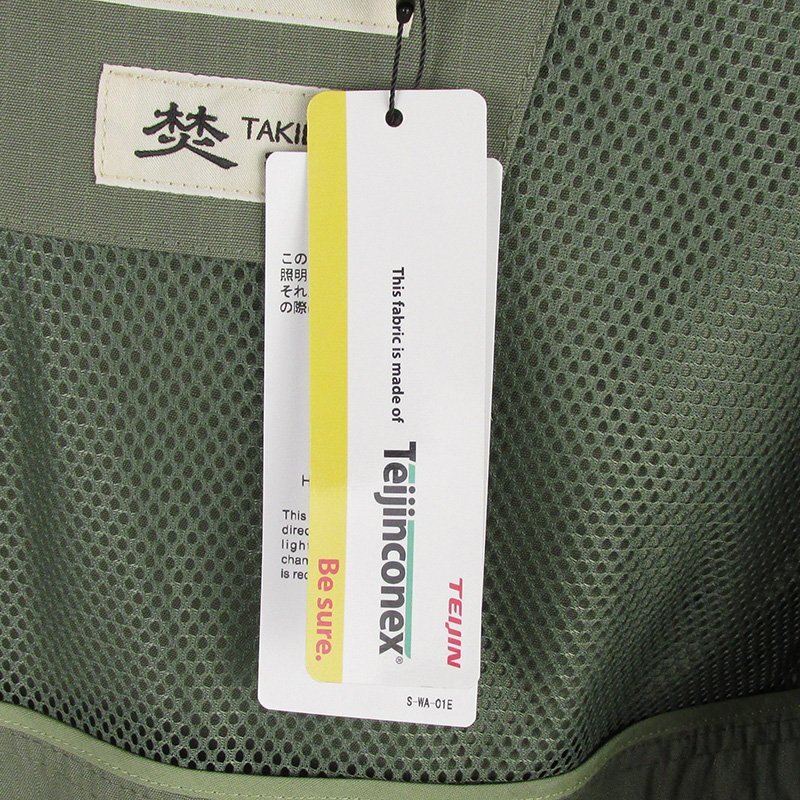 焚 TAKI
この
照明
それ
の際
This fabric is made of
Teijinconex®
TEIJIN
Be sure.
H
This
direc
light
chan
is rec
S-WA-01E